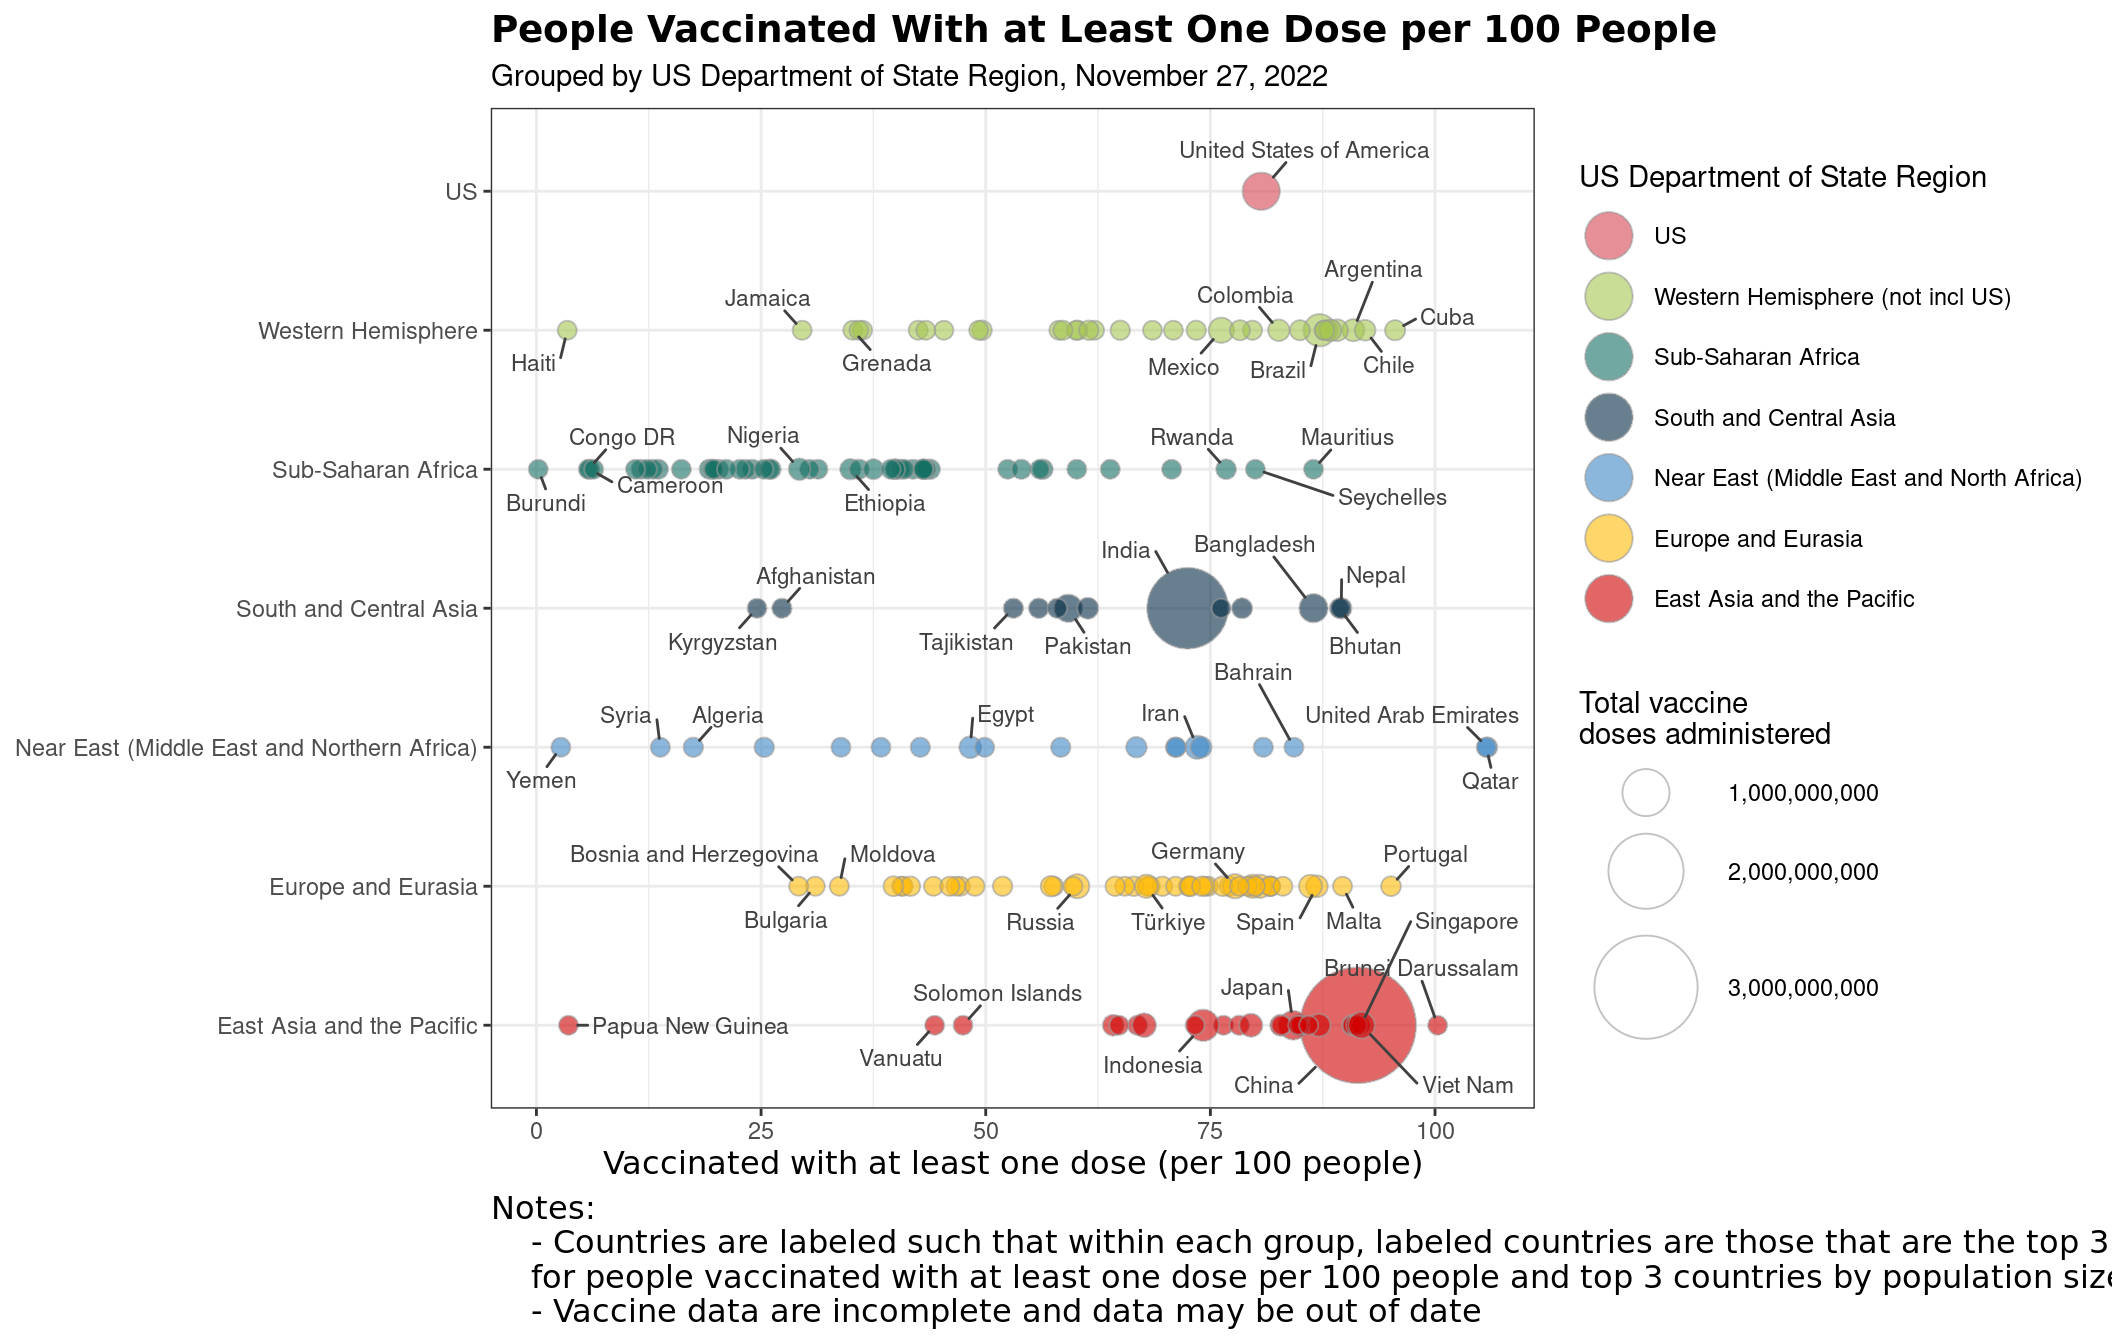 People Vaccinated With at Least One Dose per 100 People
Grouped by US Department of State Region, November 27, 2022
US
United States of America
Western Hemisphere
Jamaica
Haiti
Grenada
Colombia
Argentina
Cuba
Mexico
Brazil
Chile
Sub-Saharan Africa
Congo DR
Nigeria
Rwanda
Mauritius
Burundi
Cameroon
Ethiopia
Seychelles
South and Central Asia
Afghanistan
India
Bangladesh
Nepal
Kyrgyzstan
Tajikistan
Pakistan
Bhutan
Near East (Middle East and Northern Africa)
Syria
Algeria
Egypt
Iran
Bahrain
United Arab Emirates
Yemen
Qatar
Europe and Eurasia
Bosnia and Herzegovina
Moldova
Germany
Portugal
Bulgaria
Russia
Türkiye
Spain
Malta
East Asia and the Pacific
Singapore
Brunei Darussalam
Japan
Solomon Islands
Papua New Guinea
Vanuatu
Indonesia
China
Viet Nam
0 25 50 75 100
Vaccinated with at least one dose (per 100 people)
US Department of State Region
US
Western Hemisphere (not incl US)
Sub-Saharan Africa
South and Central Asia
Near East (Middle East and North Africa)
Europe and Eurasia
East Asia and the Pacific
Total vaccine
doses administered
1,000,000,000
2,000,000,000
3,000,000,000
Notes:
- Countries are labeled such that within each group, labeled countries are those that are the top 3
for people vaccinated with at least one dose per 100 people and top 3 countries by population size
- Vaccine data are incomplete and data may be out of date